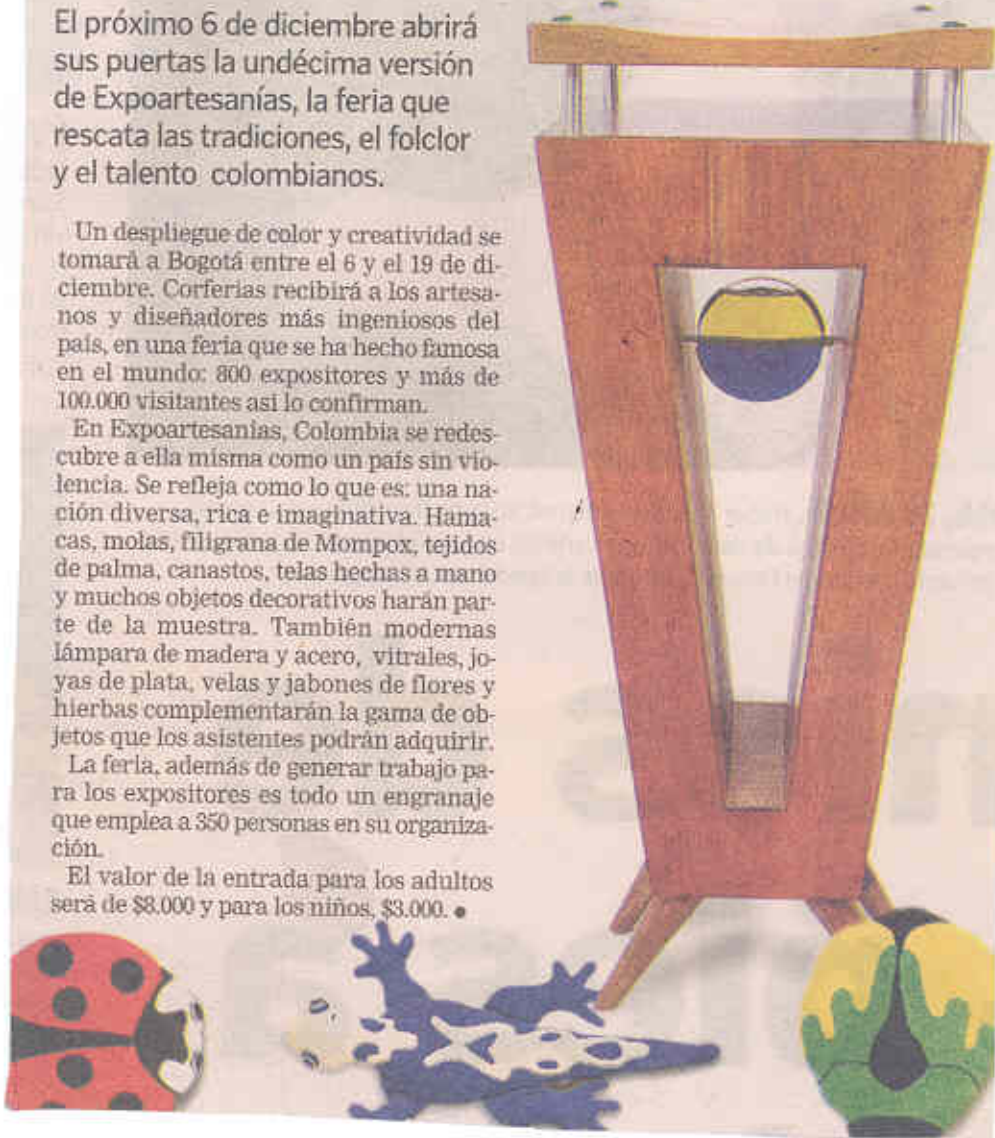 El próximo 6 de diciembre abrirá
sus puertas la undécima versión
de Expoartesanías, la feria que
rescata las tradiciones, el folclor
y el talento colombianos.
Un despliegue de color y creatividad se
tomará a Bogotá entre el 6 y el 19 de di-
ciembre. Corferias recibirá a los artesa-
nos y diseñadores más ingeniosos del
país, en una feria que se ha hecho famosa
en el mundo: 800 expositores y más de
100.000 visitantes asi lo confirman.
En Expoartesanías, Colombia se redes-
cubre a ella misma como un país sin vio-
lencia. Se refleja como lo que es: una na-
ción diversa, rica e imaginativa. Hama-
cas, molas, filigrana de Mompox, tejidos
de palma, canastos, telas hechas a mano
y muchos objetos decorativos harán par-
te de la muestra. También modernas
lámpara de madera y acero, vitrales, jo-
yas de plata, velas y jabones de flores y
hierbas complementarán la gama de ob-
jetos que los asistentes podrán adquirir.
La feria, además de generar trabajo pa-
ra los expositores es todo un engranaje
que emplea a 350 personas en su organiza-
ción.
El valor de la entrada para los adultos
será de $8.000 y para los niños, $3.000.